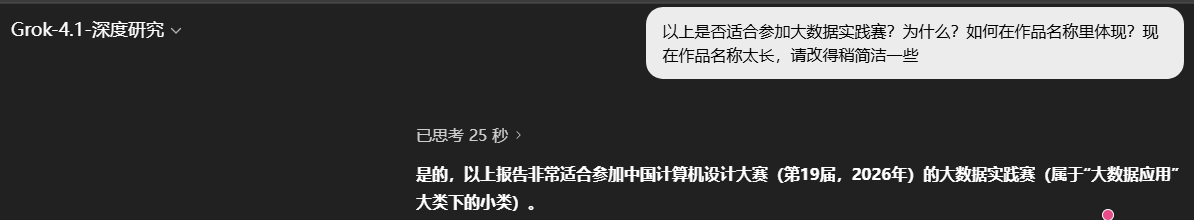 Grok-4.1-深度研究
以上是否适合参加大数据实践赛？为什么？如何在作品名称里体现？现
在作品名称太长，请改得稍简洁一些
已思考 25 秒
是的，以上报告非常适合参加中国计算机设计大赛（第19届，2026年）的大数据实践赛（属于“大数据应用”
大类下的小类）。